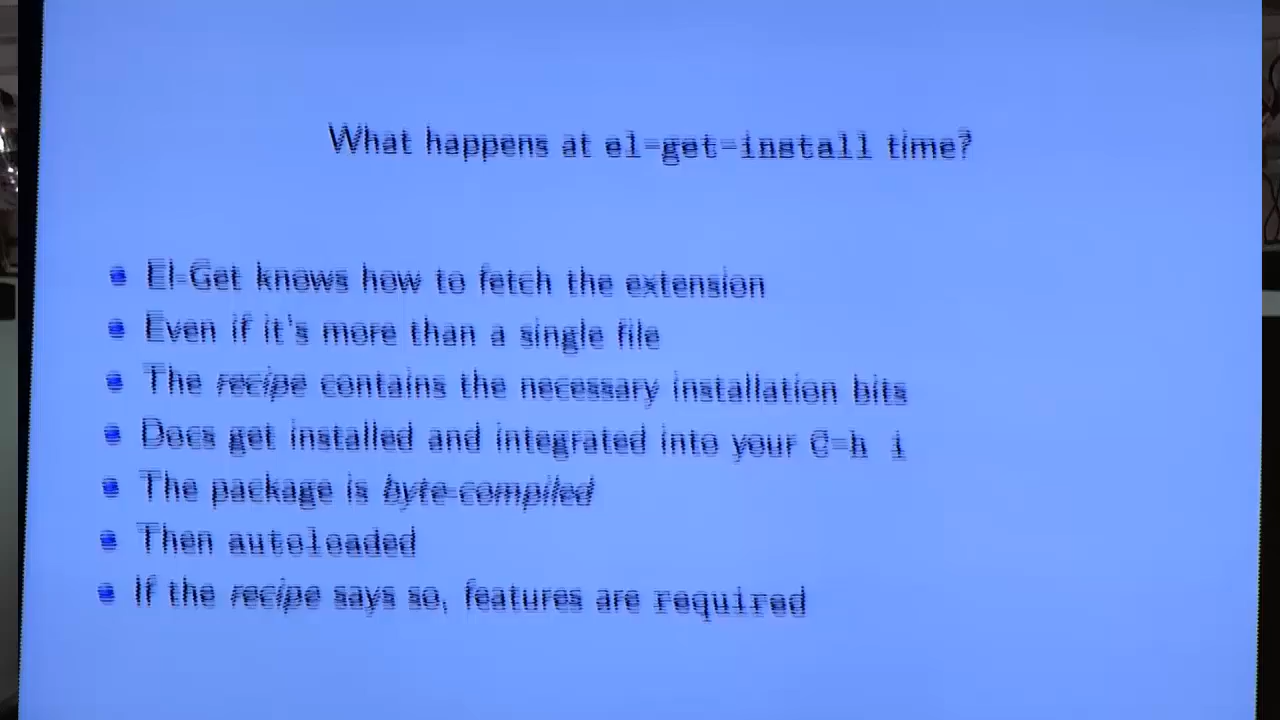 What happens at el-get-install time?
El-Get knows how to fetch the extension
Even if it's more than a single file
The recipe contains the necessary installation bits
Docs get installed and integrated into your C-h i
The package is byte-compiled
Then autoloaded
If the recipe says so, features are required